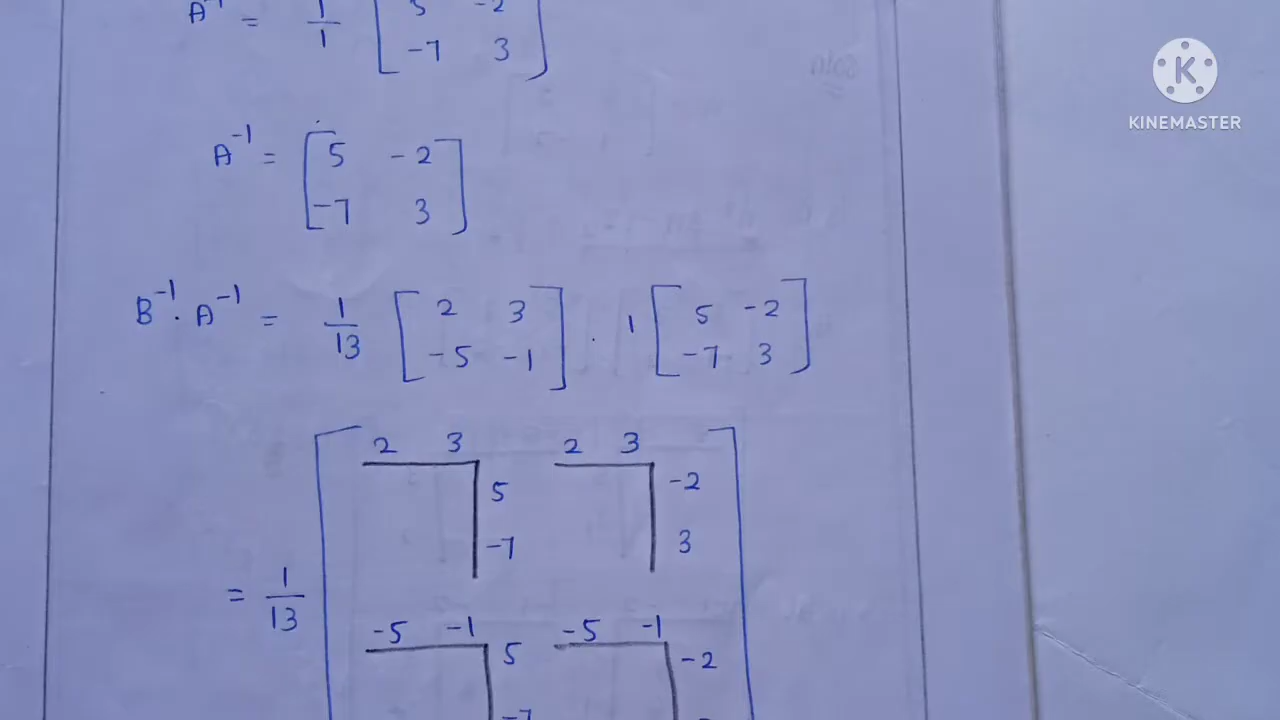 A⁻¹ = 1/1 [ 5 -2
-7 3 ]
A⁻¹ = [ 5 -2
-7 3 ]
B⁻¹ . A⁻¹ = 1/13 [ 2 3
-5 -1 ] . 1 [ 5 -2
-7 3 ]
2 3 2 3
5 -2
-7 3
= 1/13
-5 -1 -5 -1
5 -2
-7
KINEMASTER